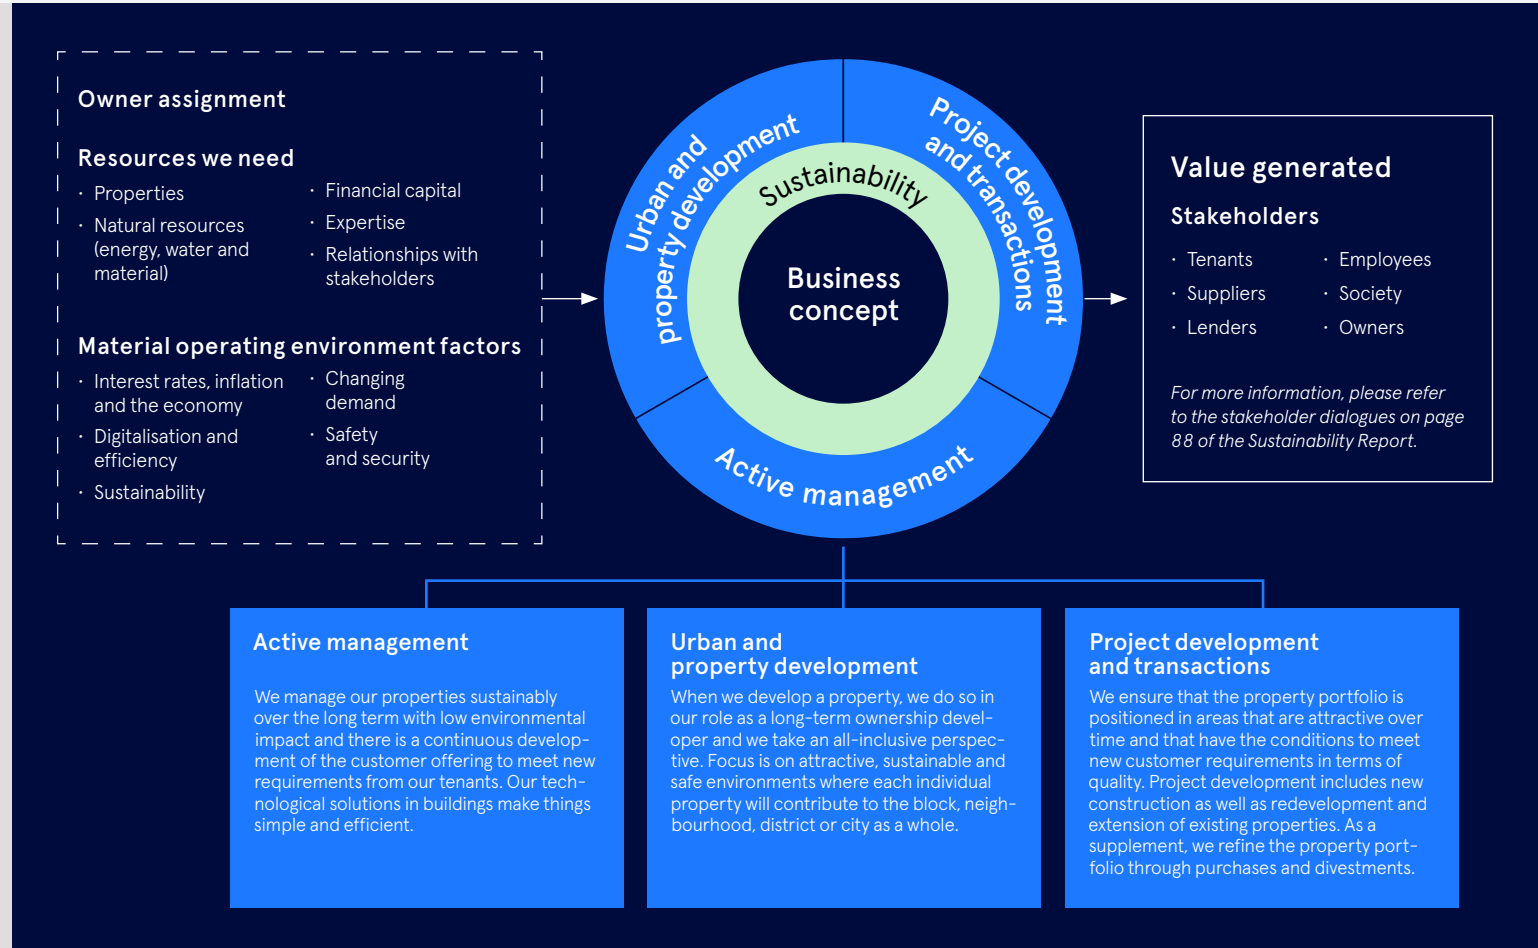 Owner assignment
Resources we need
· Properties
· Natural resources
(energy, water and
material)
· Financial capital
· Expertise
· Relationships with
stakeholders
Material operating environment factors
· Interest rates, inflation
and the economy
· Digitalisation and
efficiency
· Sustainability
· Changing
demand
· Safety
and security
Urban and
property development
Project development
and transactions
Sustainability
Business
concept
Active management
Value generated
Stakeholders
· Tenants
· Suppliers
· Lenders
· Employees
· Society
· Owners
For more information, please refer
to the stakeholder dialogues on page
88 of the Sustainability Report.
Active management
We manage our properties sustainably
over the long term with low environmental
impact and there is a continuous develop-
ment of the customer offering to meet new
requirements from our tenants. Our tech-
nological solutions in buildings make things
simple and efficient.
Urban and
property development
When we develop a property, we do so in
our role as a long-term ownership devel-
oper and we take an all-inclusive perspec-
tive. Focus is on attractive, sustainable and
safe environments where each individual
property will contribute to the block, neigh-
bourhood, district or city as a whole.
Project development
and transactions
We ensure that the property portfolio is
positioned in areas that are attractive over
time and that have the conditions to meet
new customer requirements in terms of
quality. Project development includes new
construction as well as redevelopment and
extension of existing properties. As a
supplement, we refine the property port-
folio through purchases and divestments.